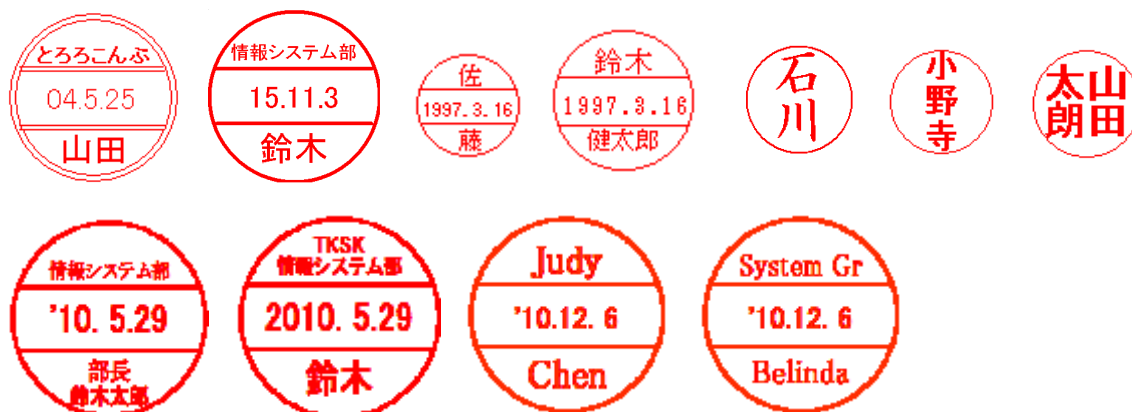 とろろこんぶ
04.5.25
山田
情報システム部
15.11.3
鈴木
佐
1997.3.16
藤
鈴木
1997.3.16
健太郎
石川
小野寺
山田
太朗
情報システム部
'10. 5.29
部長
鈴木太郎
TKSK
情報システム部
2010. 5.29
鈴木
Judy
'10.12. 6
Chen
System Gr
'10.12. 6
Belinda